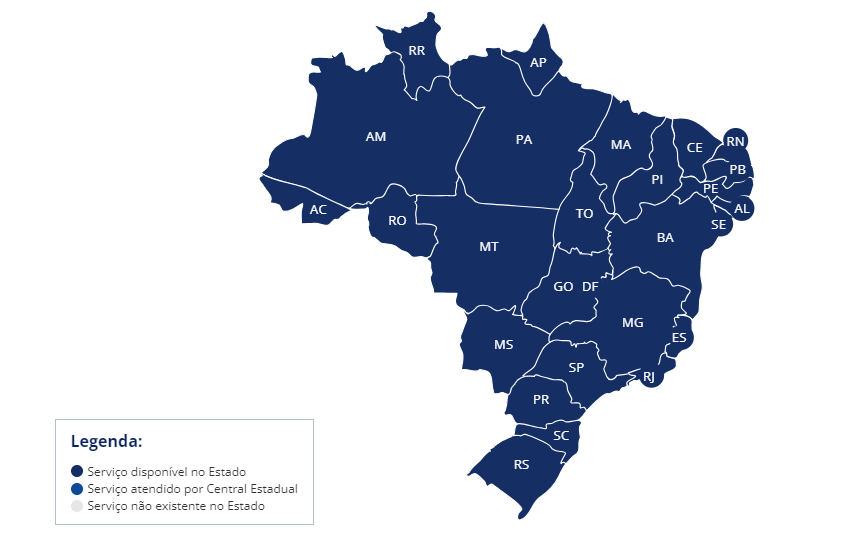 RR
AP
AM
PA
MA
CE
RN
PI
PB
PE
AC
RO
TO
AL
SE
MT
BA
GO DF
MG
MS
ES
SP
RJ
PR
SC
RS
Legenda:
Serviço disponível no Estado
Serviço atendido por Central Estadual
Serviço não existente no Estado